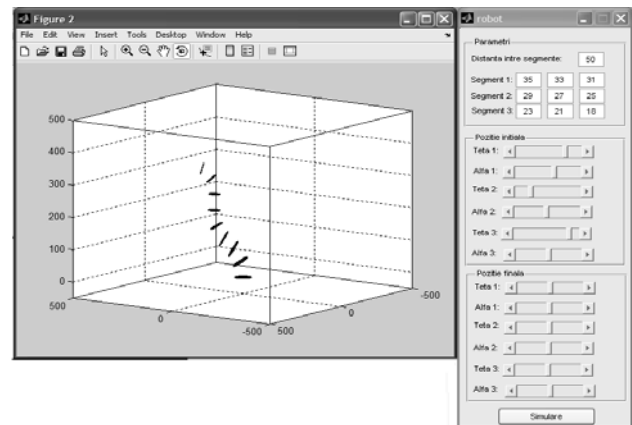 Figure 2
File Edit View Insert Tools Desktop Window Help
500
400
300
200
100
0
500
0
-500
500
0
-500
robot
Parametri
Distanta intre segmente: 50
Segment 1: 35 33 31
Segment 2: 29 27 25
Segment 3: 23 21 18
Pozitie initiala
Teta 1:
Alfa 1:
Teta 2:
Alfa 2:
Teta 3:
Alfa 3:
Pozitie finala
Teta 1:
Alfa 1:
Teta 2:
Alfa 2:
Teta 3:
Alfa 3:
Simulare